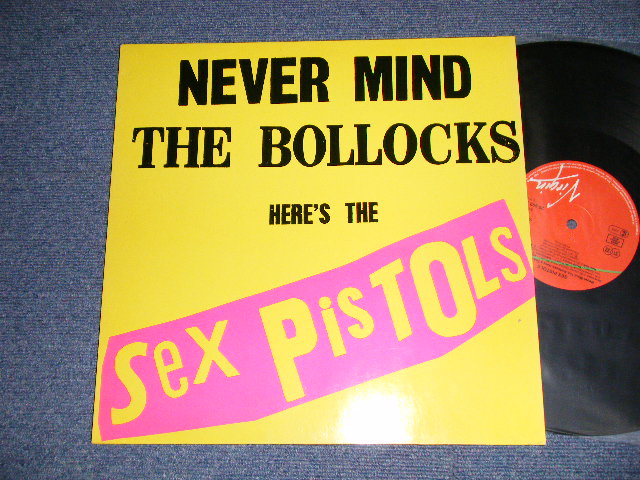 NEVER MIND
THE BOLLOCKS
HERE'S THE
Sex PisTOLs
Virgin